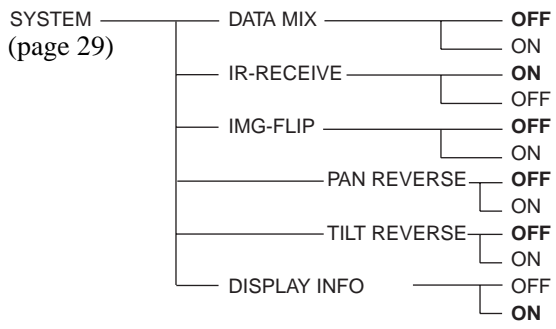 SYSTEM DATA MIX OFF
(page 29) ON
IR-RECEIVE ON
OFF
IMG-FLIP OFF
ON
PAN REVERSE OFF
ON
TILT REVERSE OFF
ON
DISPLAY INFO OFF
ON